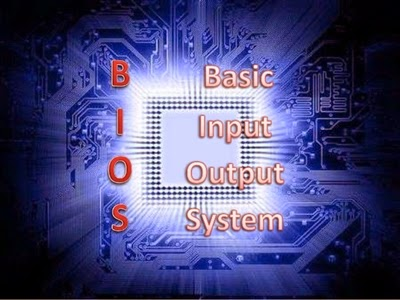 B Basic
I Input
O Output
S System